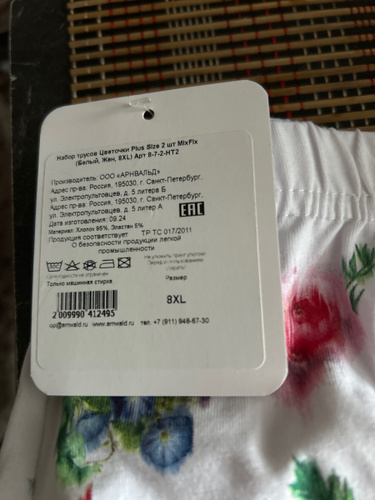 Набор трусов Цветочки Plus Size 2 шт MixFix
(Белый, Жен, 8XL) Арт 8-7-2-НТ2
Производитель: ООО «АРНВАЛЬД»
Адрес пр-ва: Россия, 195030, г. Санкт-Петербург,
ул. Электропультовцев, д. 5 литера Б
Адрес пр-ва: Россия, 195030, г. Санкт-Петербург,
ул. Электропультовцев, д. 5 литер А
Дата изготовления: 09.24
EAC
Материал: Хлопок 95%, Эластан 5%
Продукция соответствует ТР ТС 017/2011
О безопасности продукции легкой
промышленности
Только машинная стирка
Размер
8XL
2 009990 412495
op@arnwald.ru www.arnwald.ru тел. +7 (911) 948-67-30